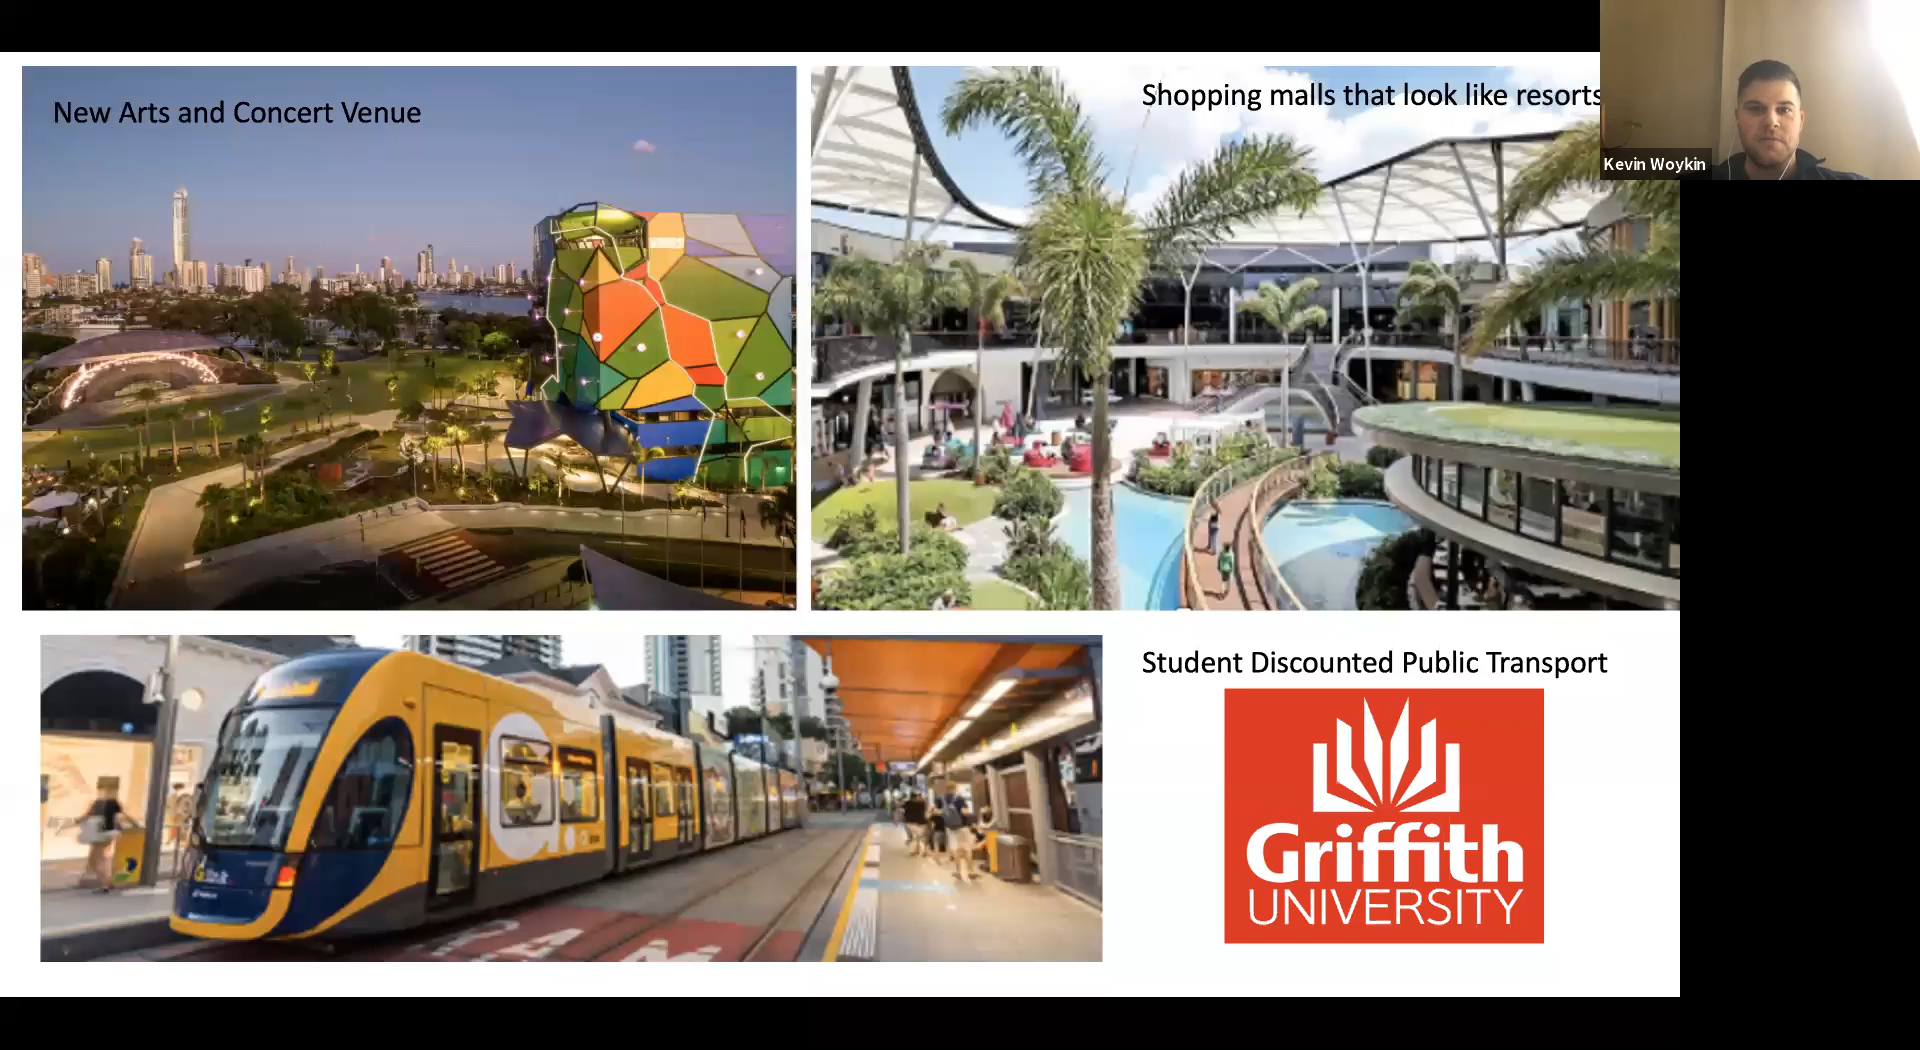 New Arts and Concert Venue
Shopping malls that look like resorts
Kevin Woykin
Student Discounted Public Transport
Griffith
UNIVERSITY